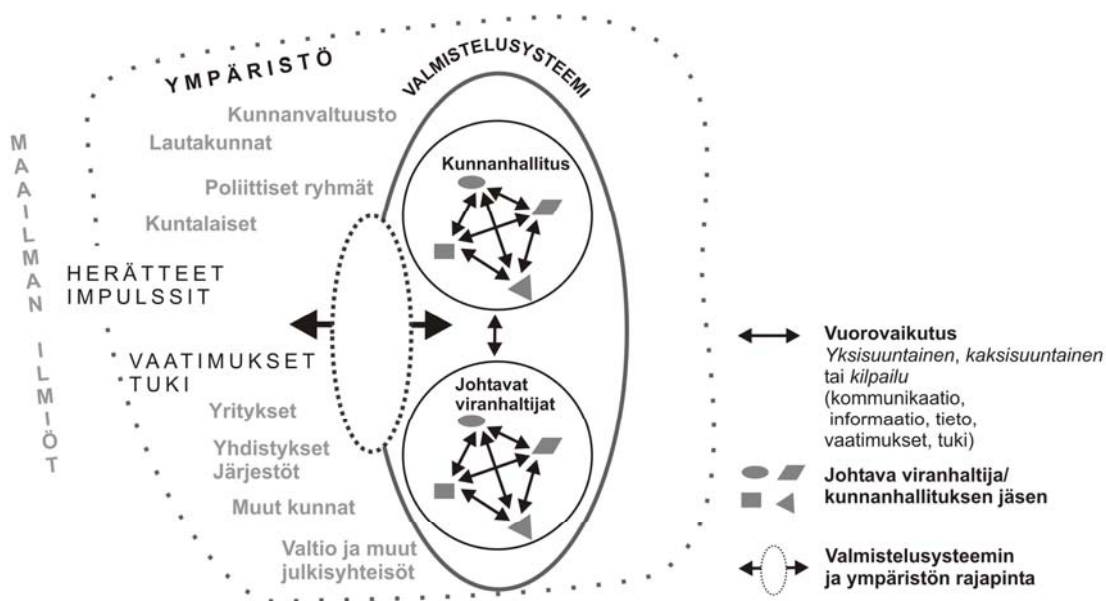 YMPÄRISTÖ
VALMISTELUSYSTEEMI
MAAILMAN ILMIÖT
Kunnanvaltuusto
Lautakunnat
Poliittiset ryhmät
Kuntalaiset
HERÄTTEET
IMPULSSIT
VAATIMUKSET
TUKI
Yritykset
Yhdistykset
Järjestöt
Muut kunnat
Valtio ja muut
julkisyhteisöt
Kunnanhallitus
Johtavat
viranhaltijat
Vuorovaikutus
Yksisuuntainen, kaksisuuntainen
tai kilpailu
(kommunikaatio,
informaatio, tieto,
vaatimukset, tuki)
Johtava viranhaltija/
kunnanhallituksen jäsen
Valmistelusysteemin
ja ympäristön rajapinta